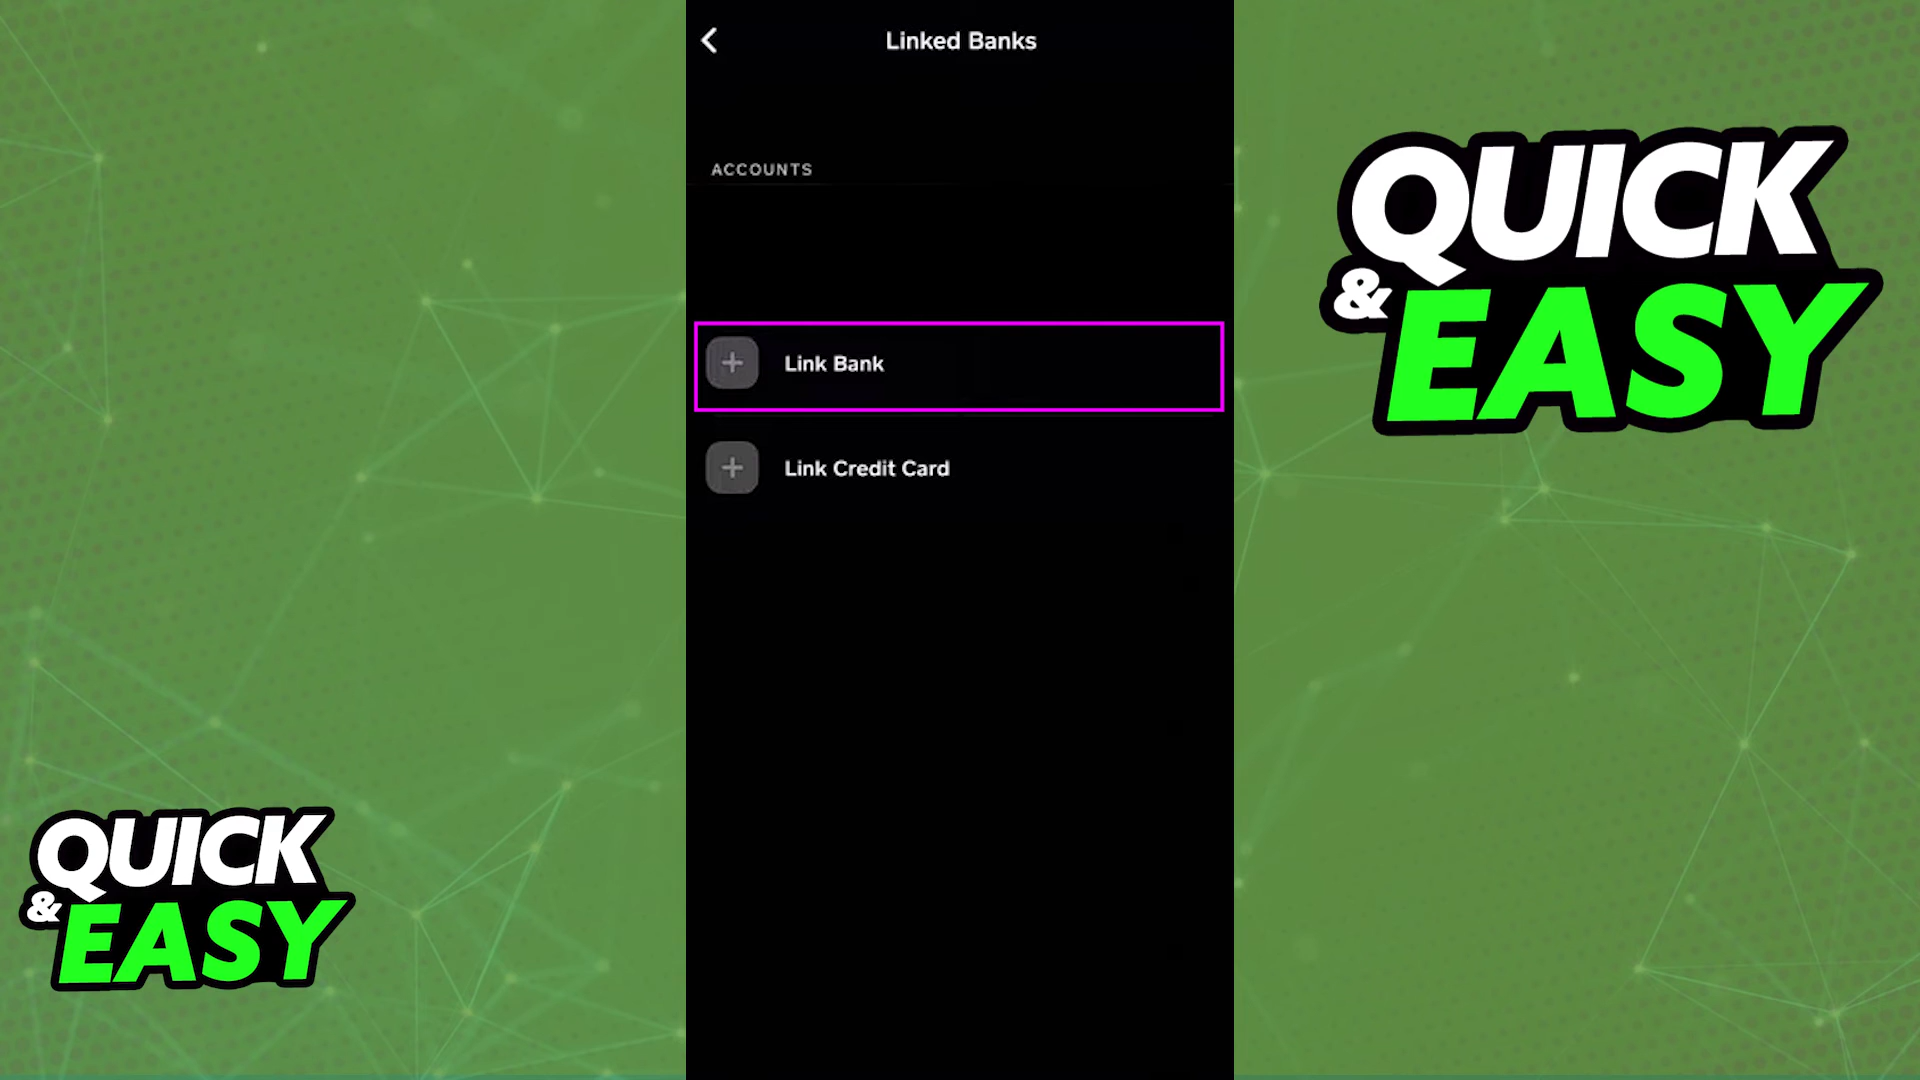 Linked Banks
ACCOUNTS
Link Bank
Link Credit Card
QUICK
& EASY
QUICK
& EASY